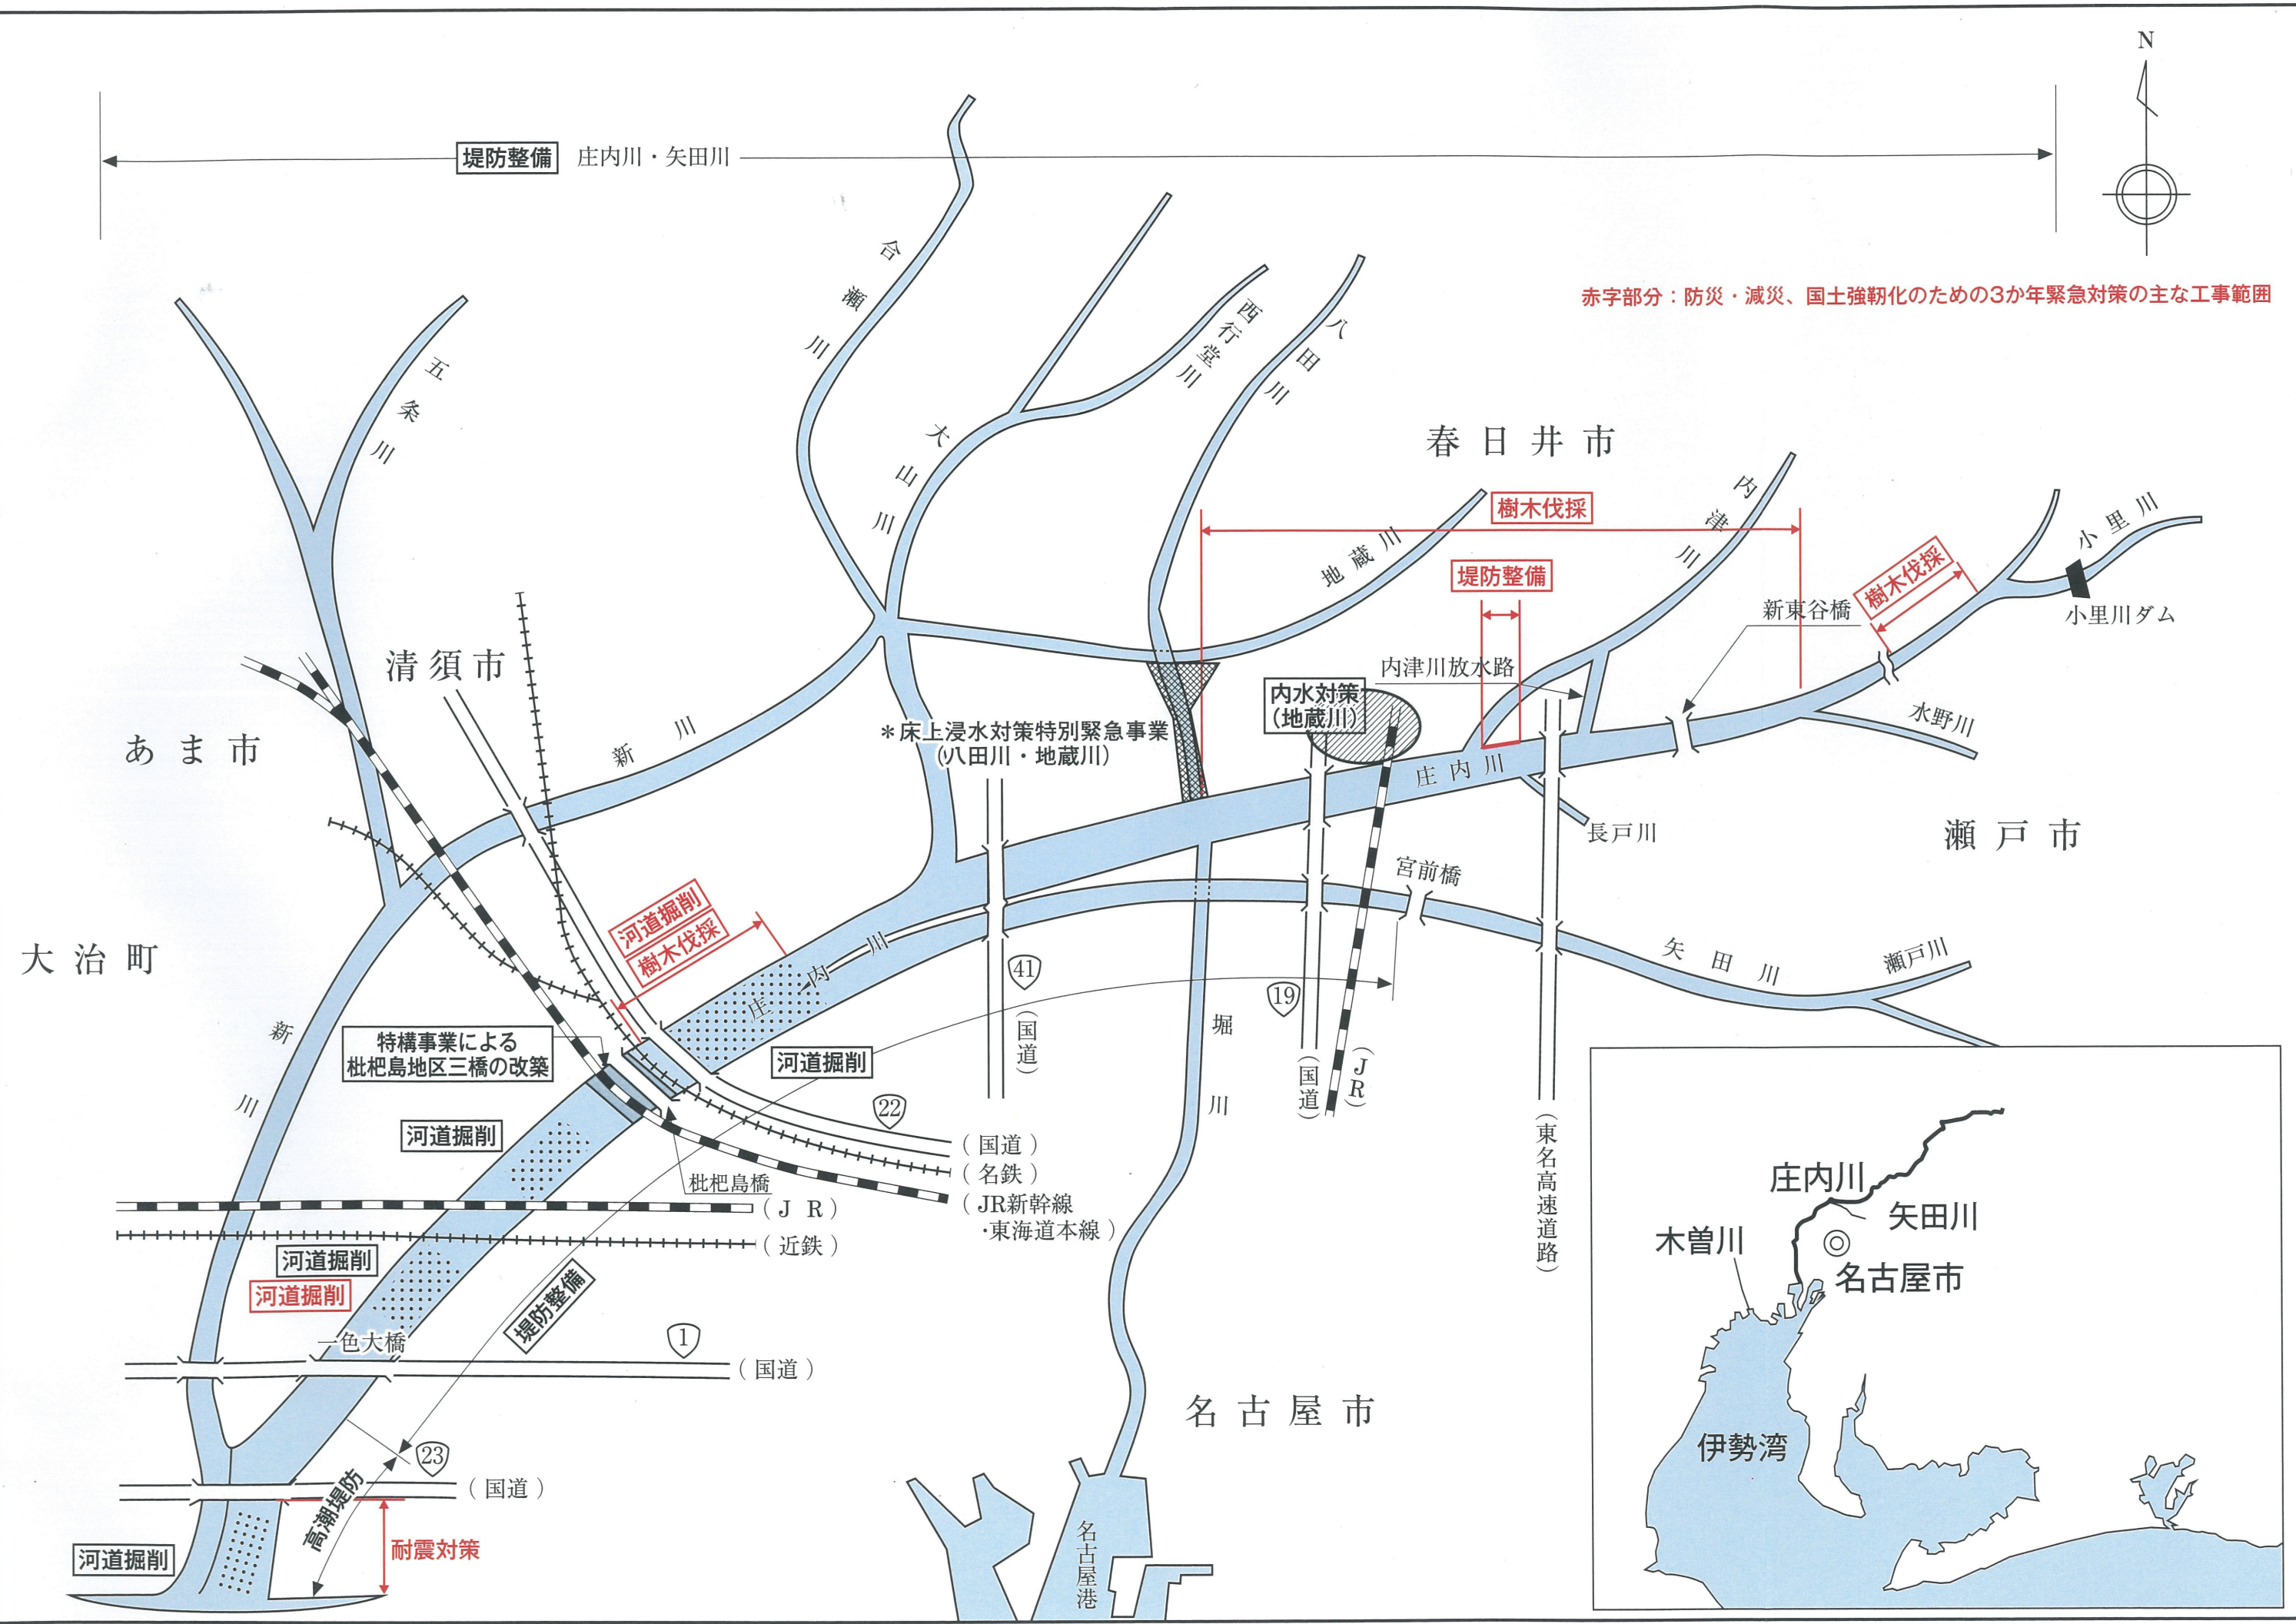 N
堤防整備 庄内川・矢田川
赤字部分：防災・減災、国土強靭化のための3か年緊急対策の主な工事範囲
合瀬川
西行堂川
八田川
五条川
大山川
春日井市
内津川
樹木伐採
地蔵川
堤防整備
小里川
樹木伐採
新東谷橋
小里川ダム
清須市
内津川放水路
内水対策
（地蔵川）
水野川
あま市
新川
＊床上浸水対策特別緊急事業
（八田川・地蔵川）
庄内川
長戸川
瀬戸市
宮前橋
河道掘削
樹木伐採
大治町
庄内川
矢田川
瀬戸川
41
（国道）
19
（国道）
（JR）
堀川
新川
特構事業による
枇杷島地区三橋の改築
河道掘削
22
（国道）
（名鉄）
（JR新幹線
・東海道本線）
（東名高速道路）
河道掘削
枇杷島橋
（ＪＲ）
（近鉄）
河道掘削
河道掘削
堤防整備
一色大橋
1
（国道）
名古屋市
23
（国道）
高潮堤防
耐震対策
河道掘削
名古屋港
庄内川
矢田川
木曽川
名古屋市
伊勢湾